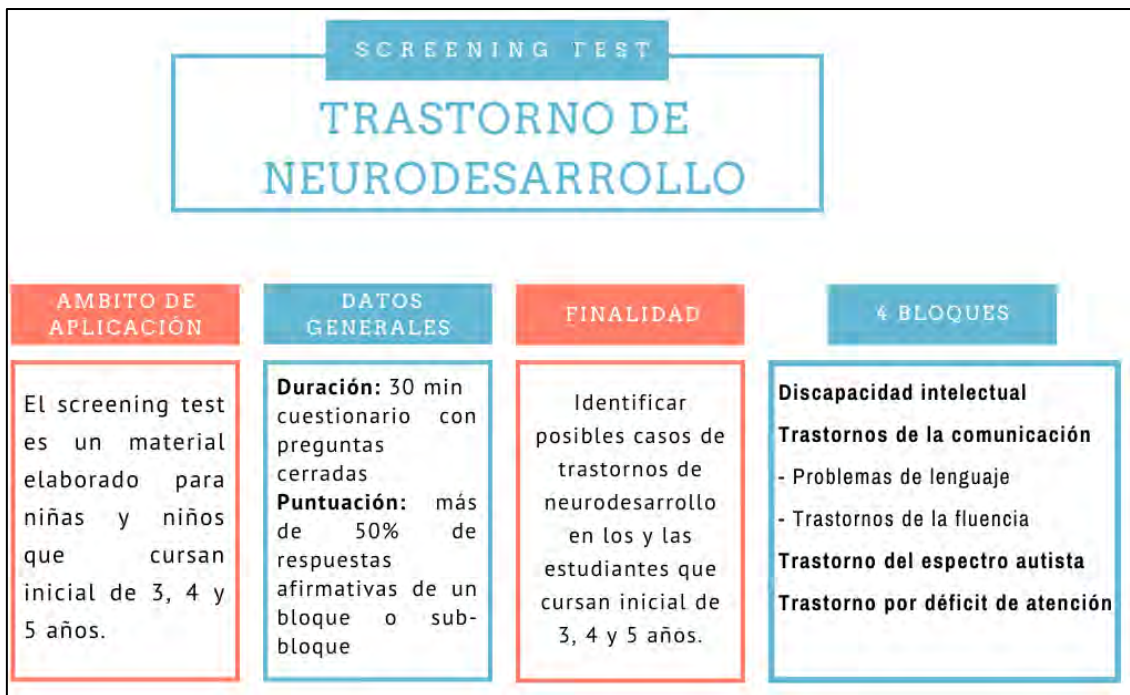 SCREENING TEST
TRASTORNO DE
NEURODESARROLLO
AMBITO DE
APLICACIÓN
El screening test
es un material
elaborado para
niñas y niños
que cursan
inicial de 3, 4 y
5 años.
DATOS
GENERALES
Duración: 30 min
cuestionario con
preguntas
cerradas
Puntuación: más
de 50% de
respuestas
afirmativas de un
bloque o sub-
bloque
FINALIDAD
Identificar
posibles casos de
trastornos de
neurodesarrollo
en los y las
estudiantes que
cursan inicial de
3, 4 y 5 años.
4 BLOQUES
Discapacidad intelectual
Trastornos de la comunicación
- Problemas de lenguaje
- Trastornos de la fluencia
Trastorno del espectro autista
Trastorno por déficit de atención